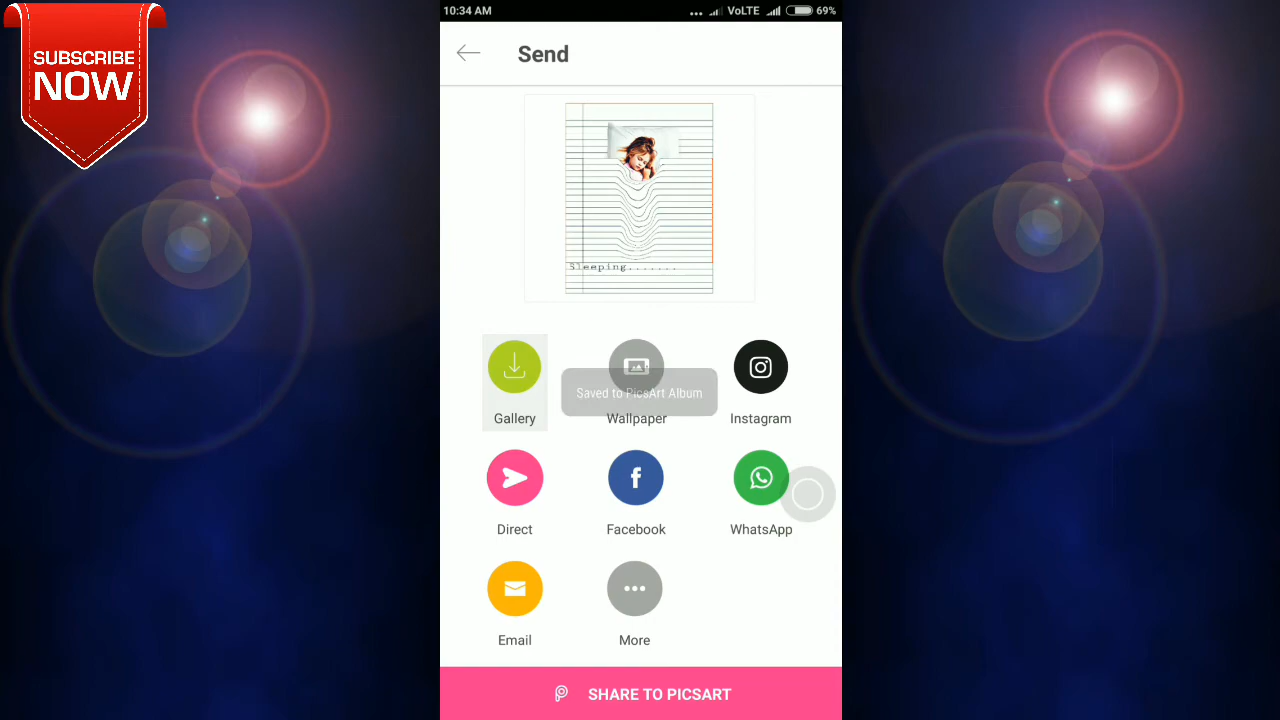 SUBSCRIBE
NOW
10:34 AM
VoLTE
69%
Send
Sleeping.......
Gallery
Wallpaper
Instagram
Saved to PicsArt Album
Direct
Facebook
WhatsApp
Email
More
SHARE TO PICSART